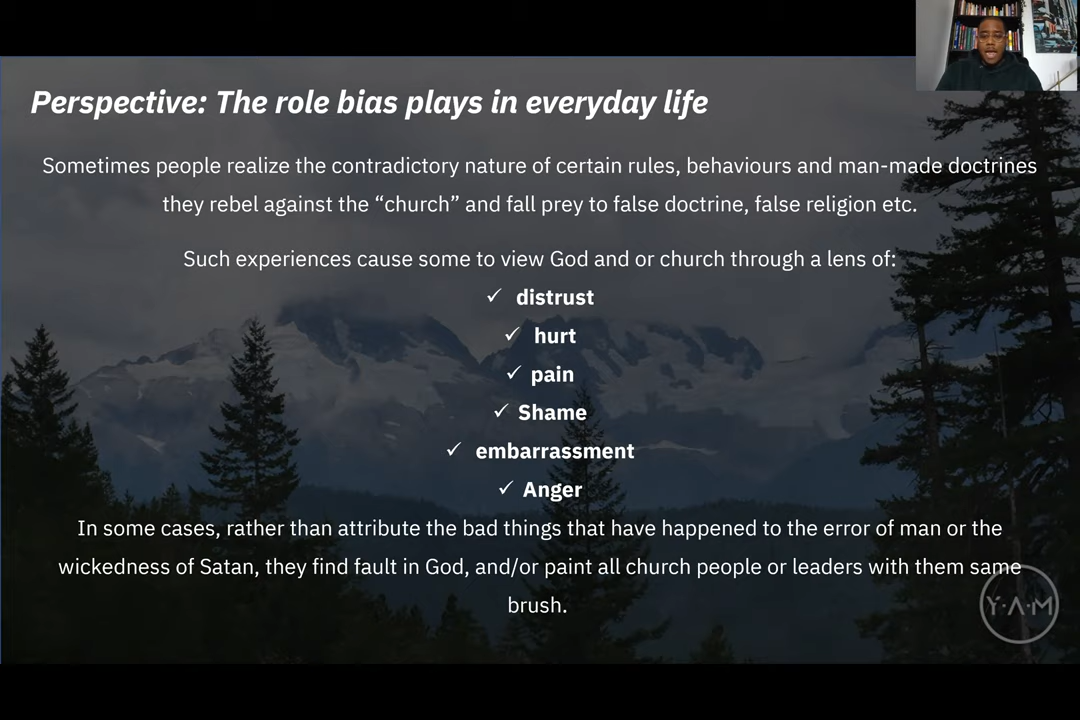 Perspective: The role bias plays in everyday life
Sometimes people realize the contradictory nature of certain rules, behaviours and man-made doctrines
they rebel against the “church” and fall prey to false doctrine, false religion etc.
Such experiences cause some to view God and or church through a lens of:
✓ distrust
✓ hurt
✓ pain
✓ Shame
✓ embarrassment
✓ Anger
In some cases, rather than attribute the bad things that have happened to the error of man or the
wickedness of Satan, they find fault in God, and/or paint all church people or leaders with them same
brush.
Y·A·M